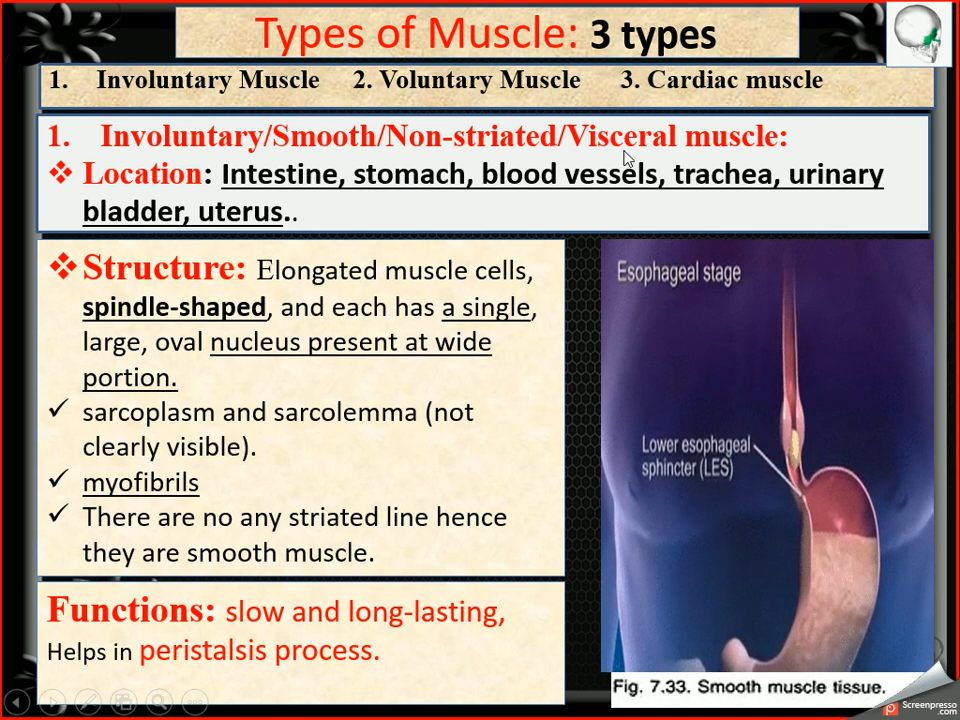 Types of Muscle: 3 types
1. Involuntary Muscle 2. Voluntary Muscle 3. Cardiac muscle
1. Involuntary/Smooth/Non-striated/Visceral muscle:
❖ Location: Intestine, stomach, blood vessels, trachea, urinary
bladder, uterus..
❖ Structure: Elongated muscle cells,
spindle-shaped, and each has a single,
large, oval nucleus present at wide
portion.
✓ sarcoplasm and sarcolemma (not
clearly visible).
✓ myofibrils
✓ There are no any striated line hence
they are smooth muscle.
Functions: slow and long-lasting,
Helps in peristalsis process.
Esophageal stage
Lower esophageal
sphincter (LES)
Fig. 7.33. Smooth muscle tissue.
Screenpresso
.com